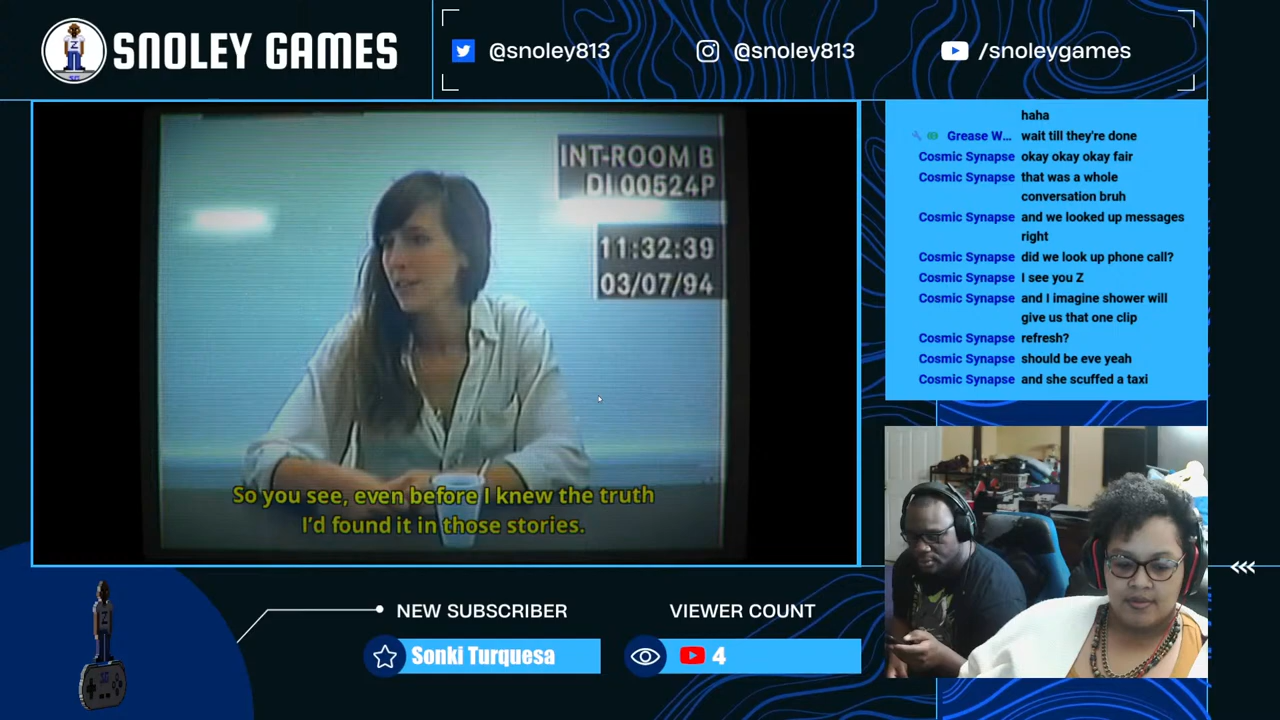 SNOLEY GAMES
@snoley813
@snoley813
/snoleygames
INT-ROOM B
DI 00524P
11:32:39
03/07/94
So you see, even before I knew the truth
I'd found it in those stories.
haha
Grease W... wait till they're done
Cosmic Synapse okay okay okay fair
Cosmic Synapse that was a whole
conversation bruh
Cosmic Synapse and we looked up messages
right
Cosmic Synapse did we look up phone call?
Cosmic Synapse I see you Z
Cosmic Synapse and I imagine shower will
give us that one clip
Cosmic Synapse refresh?
Cosmic Synapse should be eve yeah
Cosmic Synapse and she scuffed a taxi
NEW SUBSCRIBER
Sonki Turquesa
VIEWER COUNT
4